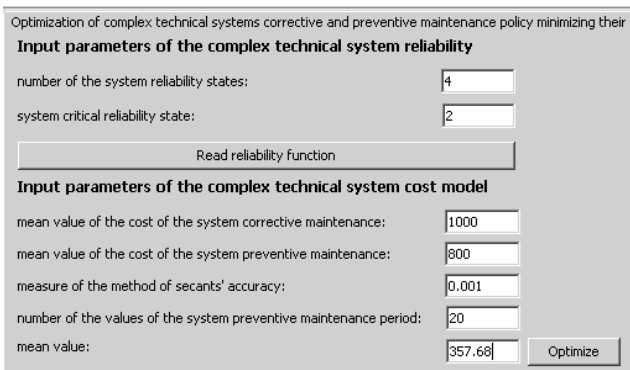 Optimization of complex technical systems corrective and preventive maintenance policy minimizing their
Input parameters of the complex technical system reliability
number of the system reliability states: 4
system critical reliability state: 2
Read reliability function
Input parameters of the complex technical system cost model
mean value of the cost of the system corrective maintenance: 1000
mean value of the cost of the system preventive maintenance: 800
measure of the method of secants' accuracy: 0.001
number of the values of the system preventive maintenance period: 20
mean value: 357.68 Optimize